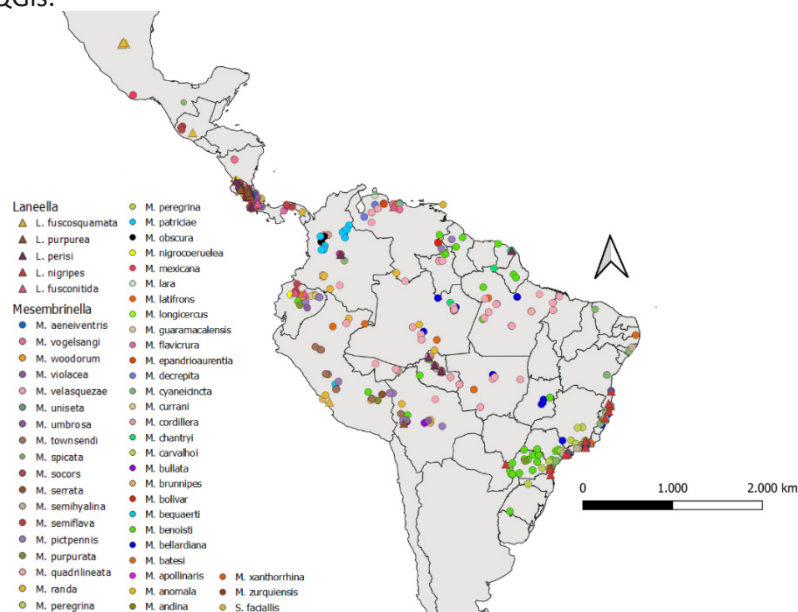 QGis.
Laneella
L. fuscosquamata
L. purpurea
L. perisi
L. nigripes
L. fusconitida
Mesembrinella
M. aeneiventris
M. vogelsangi
M. woodorum
M. violacea
M. velasquezae
M. uniseta
M. umbrosa
M. townsendi
M. spicata
M. socors
M. serrata
M. semihyalina
M. semiflava
M. pictpennis
M. purpurata
M. quadrilineata
M. randa
M. peregrina
M. peregrina
M. patriciae
M. obscura
M. nigrocoeruelea
M. mexicana
M. lara
M. latifrons
M. longicercus
M. guaramacalensis
M. flavicrura
M. epandrioaurentia
M. decrepita
M. cyaneicincta
M. currani
M. cordillera
M. chantryi
M. carvalhoi
M. bullata
M. brunnipes
M. bolivar
M. bequaerti
M. benoisti
M. bellardiana
M. batesi
M. apollinaris
M. anomala
M. andina
M. xanthorrhina
M. zurquiensis
S. faciallis
0 1.000 2.000 km